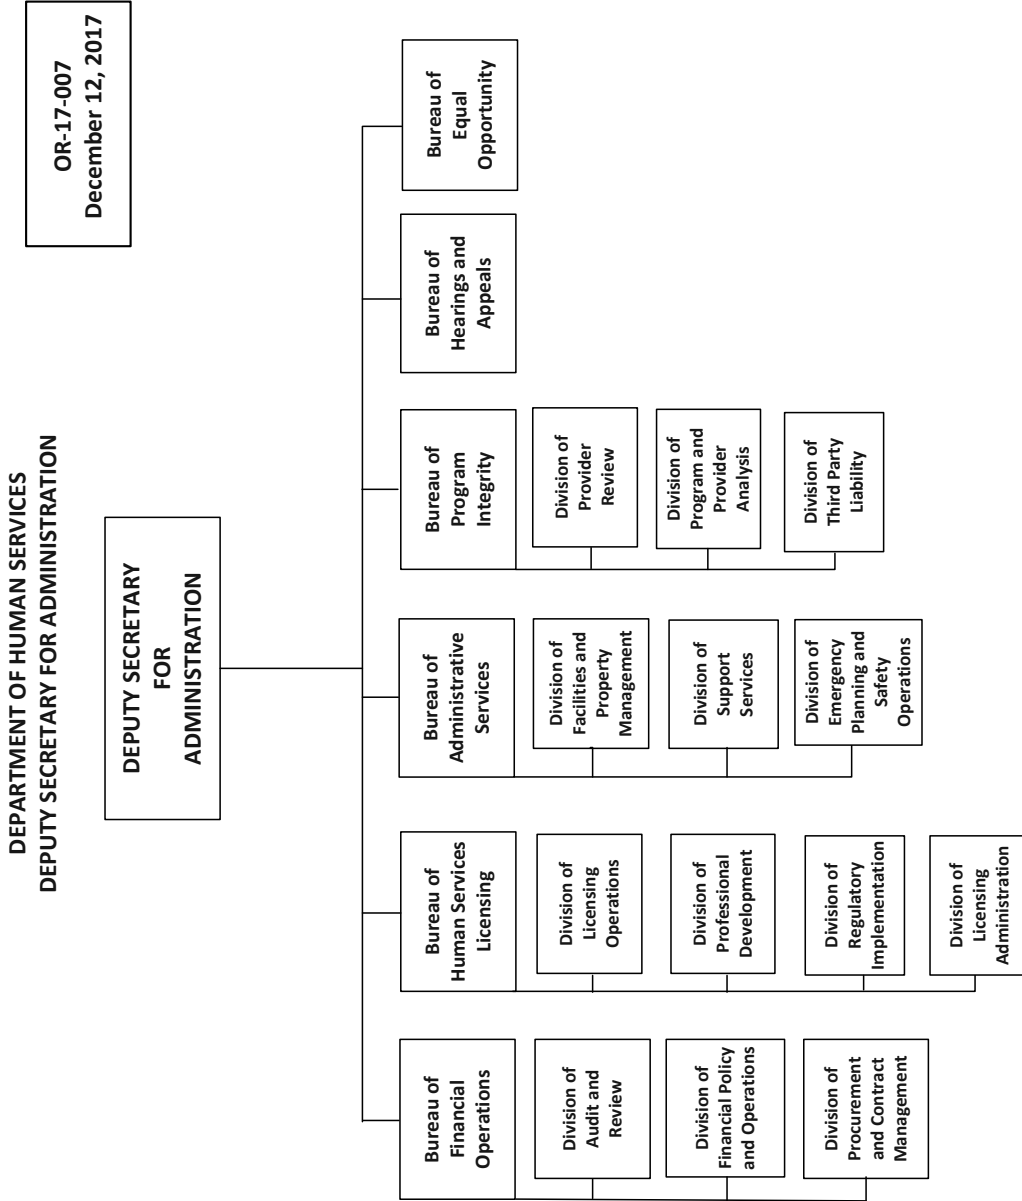 OR-17-007
December 12, 2017
DEPARTMENT OF HUMAN SERVICES
DEPUTY SECRETARY FOR ADMINISTRATION
DEPUTY SECRETARY
FOR
ADMINISTRATION
Bureau of
Financial
Operations
Division of
Audit and
Review
Division of
Financial Policy
and Operations
Division of
Procurement
and Contract
Management
Bureau of
Human Services
Licensing
Division of
Licensing
Operations
Division of
Professional
Development
Division of
Regulatory
Implementation
Division of
Licensing
Administration
Bureau of
Administrative
Services
Division of
Facilities and
Property
Management
Division of
Support
Services
Division of
Emergency
Planning and
Safety
Operations
Bureau of
Program
Integrity
Division of
Provider
Review
Division of
Program and
Provider
Analysis
Division of
Third Party
Liability
Bureau of
Hearings and
Appeals
Bureau of
Equal
Opportunity